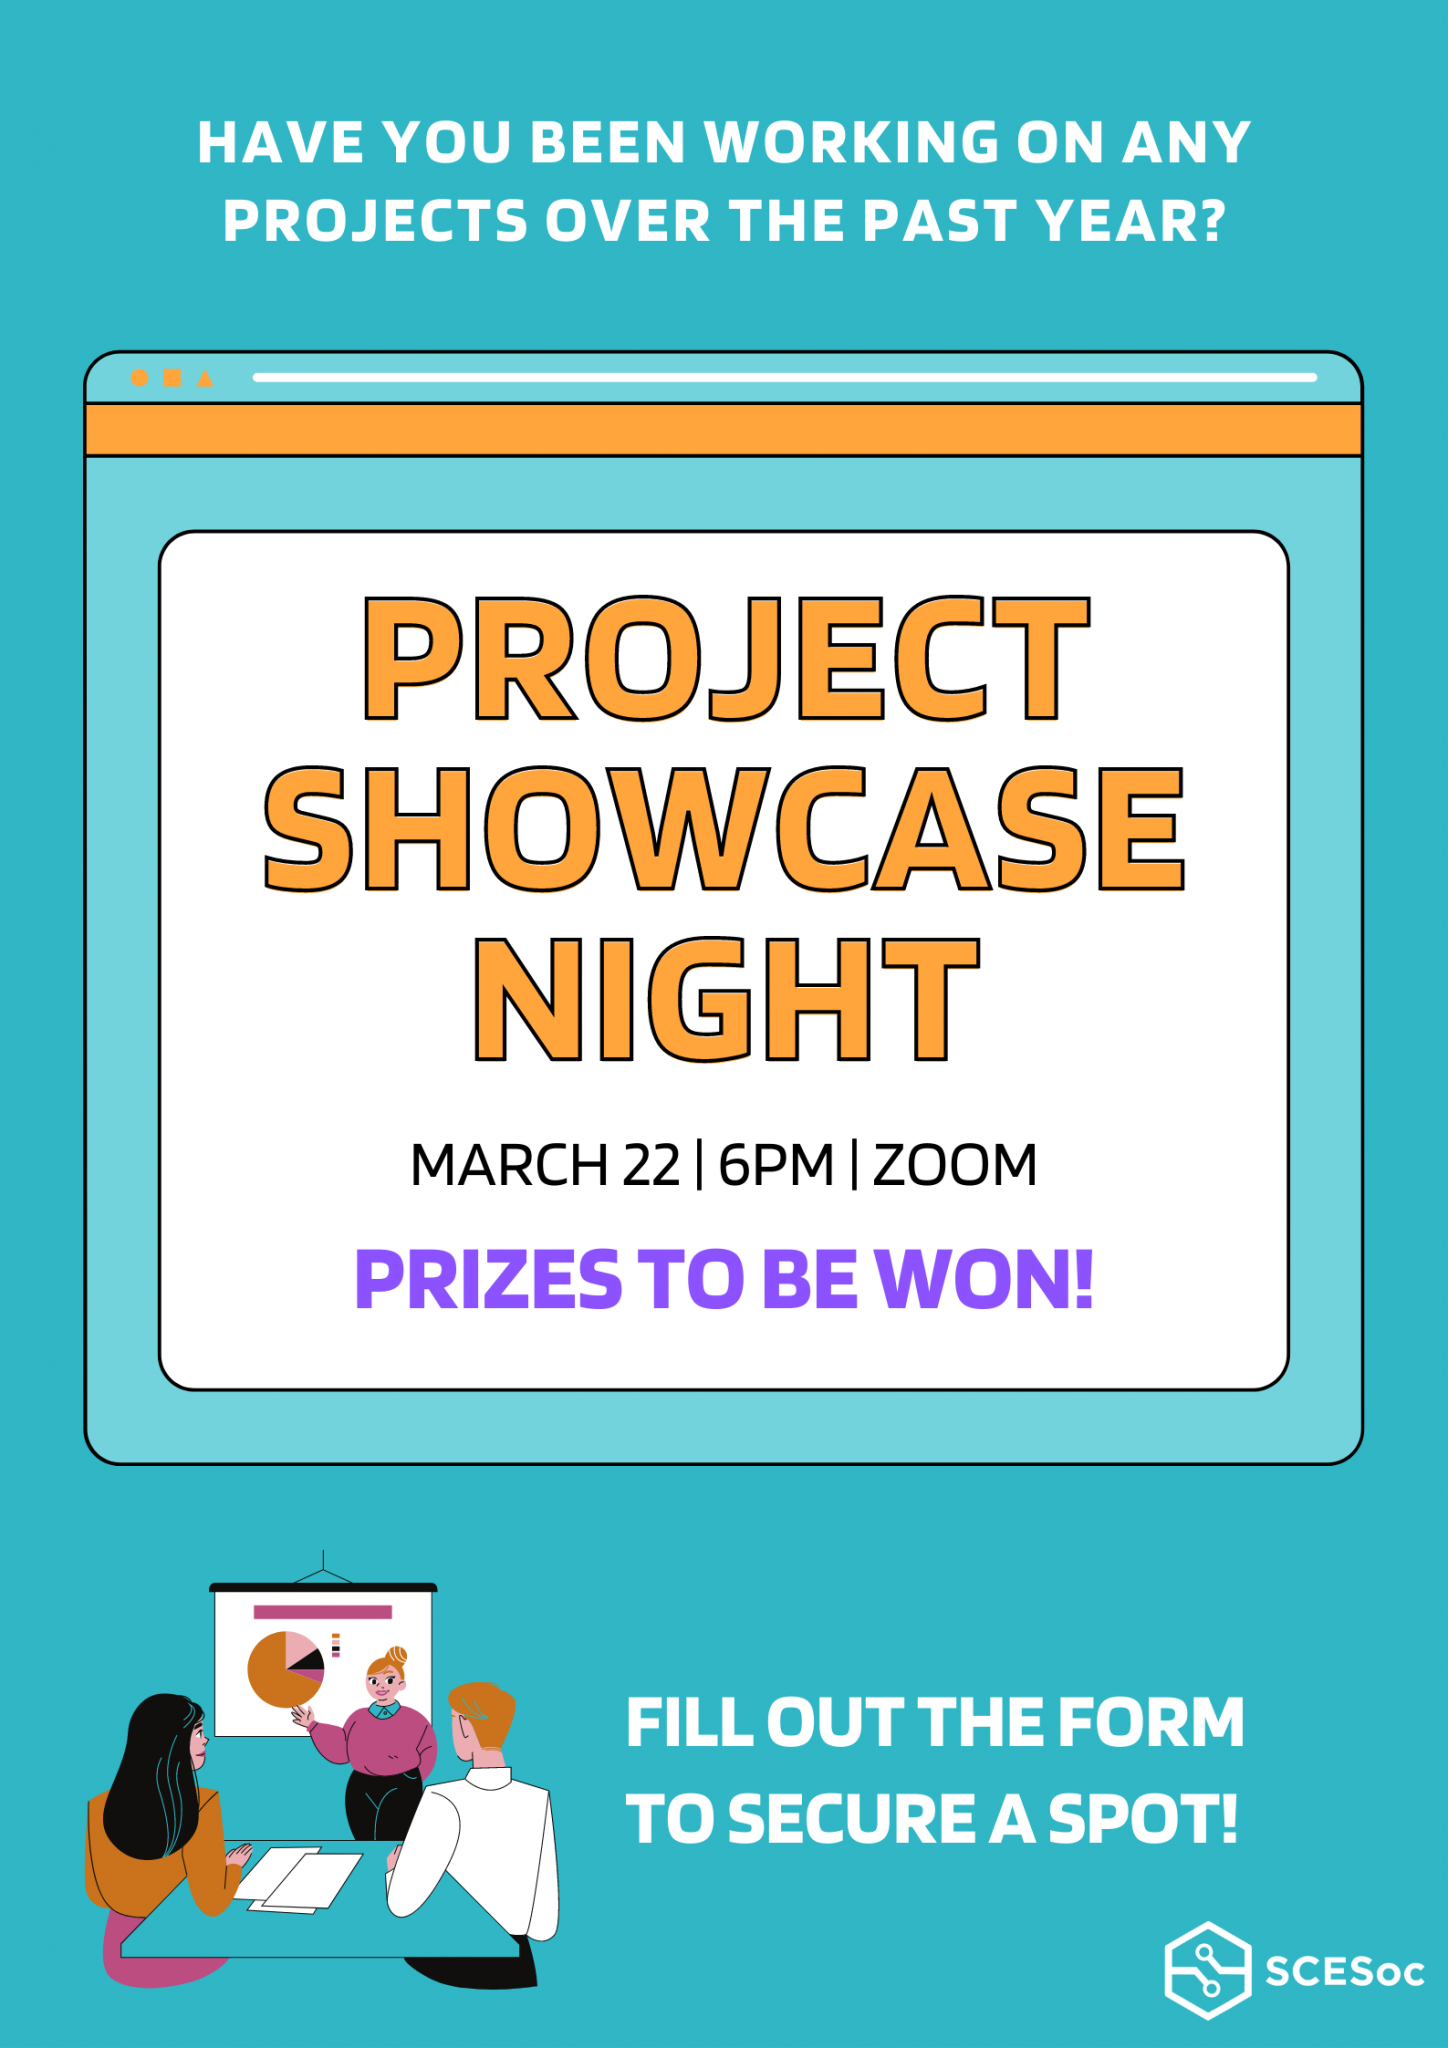 HAVE YOU BEEN WORKING ON ANY
PROJECTS OVER THE PAST YEAR?
PROJECT
SHOWCASE
NIGHT
MARCH 22 | 6PM | ZOOM
PRIZES TO BE WON!
FILL OUT THE FORM
TO SECURE A SPOT!
SCESoc